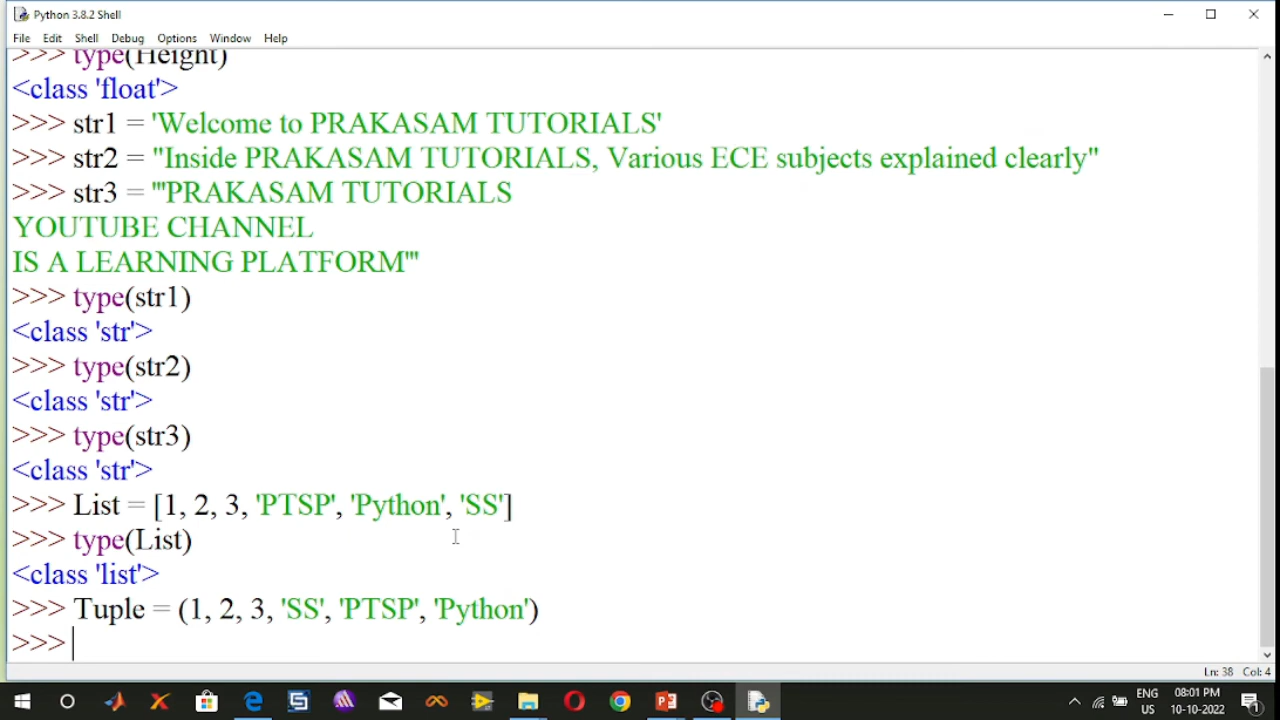 Python 3.8.2 Shell
File Edit Shell Debug Options Window Help
>>> type(Height)
<class 'float'>
>>> str1 = 'Welcome to PRAKASAM TUTORIALS'
>>> str2 = "Inside PRAKASAM TUTORIALS, Various ECE subjects explained clearly"
>>> str3 = '''PRAKASAM TUTORIALS
YOUTUBE CHANNEL
IS A LEARNING PLATFORM'''
>>> type(str1)
<class 'str'>
>>> type(str2)
<class 'str'>
>>> type(str3)
<class 'str'>
>>> List = [1, 2, 3, 'PTSP', 'Python', 'SS']
>>> type(List)
<class 'list'>
>>> Tuple = (1, 2, 3, 'SS', 'PTSP', 'Python')
>>>
Ln: 38 Col: 4
ENG 08:01 PM
US 10-10-2022 1